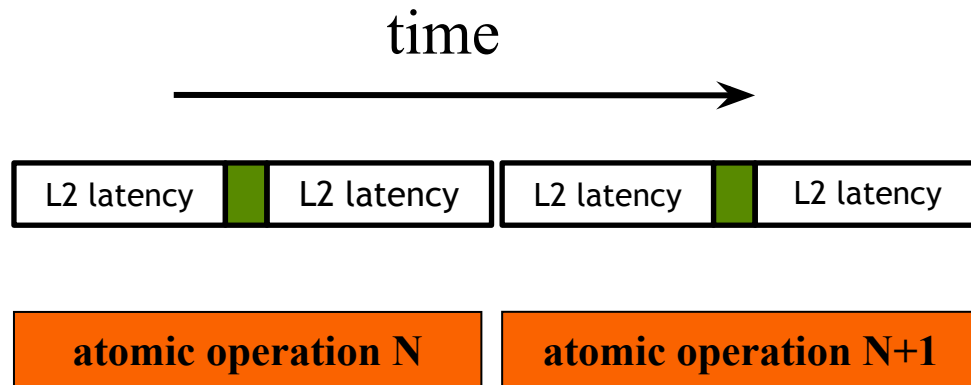 time
L2 latency L2 latency L2 latency L2 latency
atomic operation N atomic operation N+1